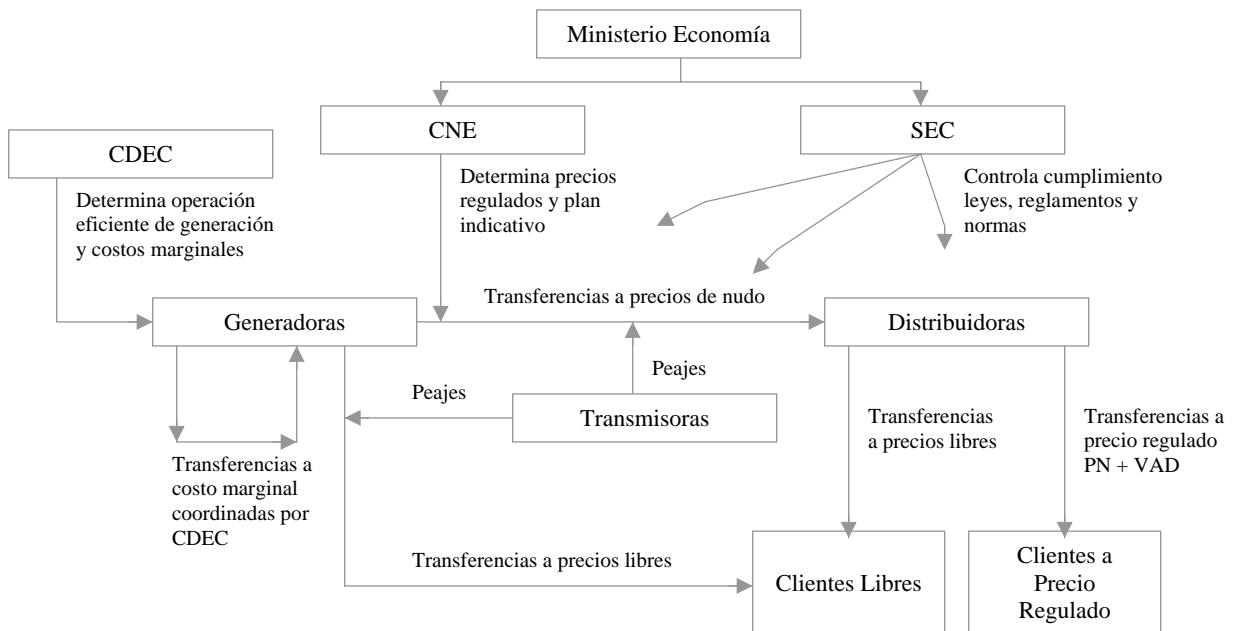 Ministerio Economía
CNE
SEC
CDEC
Determina operación
eficiente de generación
y costos marginales
Determina precios
regulados y plan
indicativo
Controla cumplimiento
leyes, reglamentos y
normas
Transferencias a precios de nudo
Generadoras
Distribuidoras
Peajes
Peajes
Transmisoras
Transferencias
a precios libres
Transferencias a
precio regulado
PN + VAD
Transferencias a
costo marginal
coordinadas por
CDEC
Transferencias a precios libres
Clientes Libres
Clientes a
Precio
Regulado